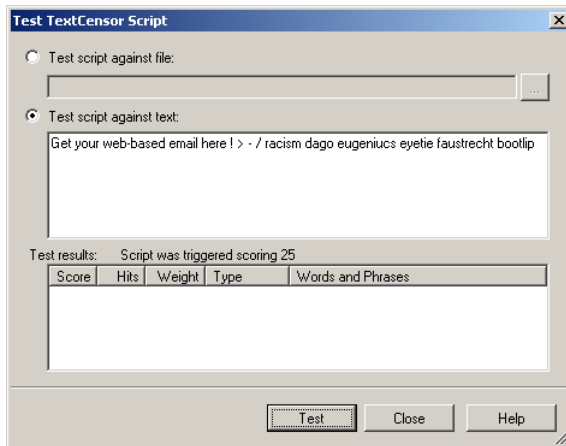 Test TextCensor Script
Test script against file:
...
Test script against text:
Get your web-based email here ! > - / racism dago eugeniucs eyetie faustrecht bootlip
Test results: Script was triggered scoring 25
Score Hits Weight Type Words and Phrases
Test Close Help